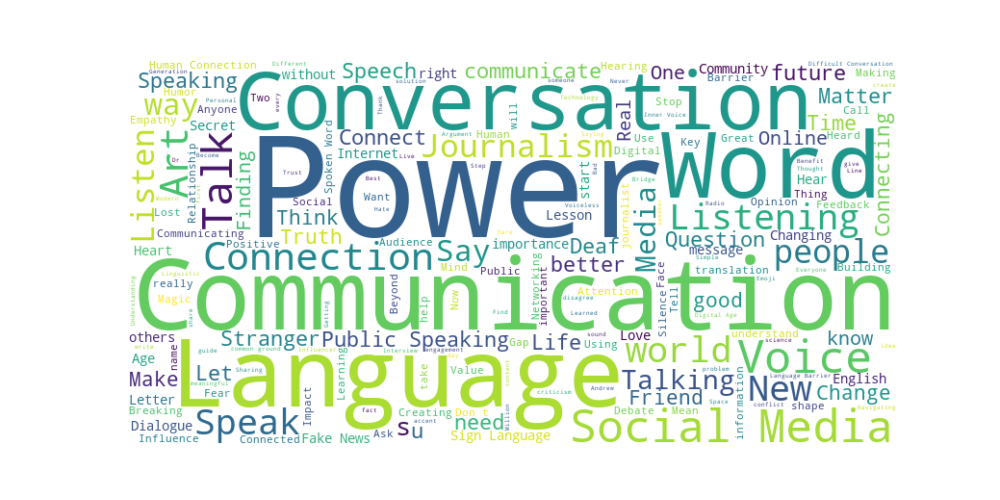 Human Connection
Generation
Different
Hearing
Difficult Conversation
Speaking
Humor
without
Speech
right
communicate
One
Community
Barrier
future
Making
create
way
Personal
Two
every
Conversation
Technology
Never
someone
Matter
Anyone
Empathy
Secret
Thank
will
Inner Voice
Real
Stop
Use
Great
Online
Time
Call
Heard
Connecting
Listen
Art
Talk
Connect
Internet
Live
Argument
Human
Journalism
Digital
Key
Word
Relationship
Dr
Become
Finding
Spoken Word
Power
Step
start
Bridge
Benefit
Thought
give
Line
Hear
Thing
Trust
Social
Best
Want
Hate
Bad
Voiceless
Lesson
journalist
Media
Radio
Opinion
Feedback
Listening
Lost
Think
Truth
Communicating
Positive
Audience
Say
importance
Deaf
Question
message
Changing
people
Building
Heart
Connection
Mind
Public
better
Simple
Everyone
Linguistic
really
Magic
share
Understanding
Communication
Getting
Beyond
help
Now
Find
Networking
important
Attention
disagree
Learned
Silence
Face
Tell
translation
Emoji
good
Digital Age
others
write
guide
common ground
Stranger
Influencer
Public Speaking
Interview
engagement
Gap
Life
sound
Using
Love
understand
science
know
idea
Age
name
Let
Sharing
Meaningful
Language
Learning
take
Value
content
criticism
Andrew
world
problem
Voice
Language Barrier
English
Make
Fear
Impact
Talking
Space
New
conflict
shape
Change
Navigating
Letter
Breaking
Dialogue
Influence
Speak
Connected
Fake News
fact
Ask
accent
su
Creating
Don t
need
Sign Language
William
Friend
Debate
Mean
information
Social Media